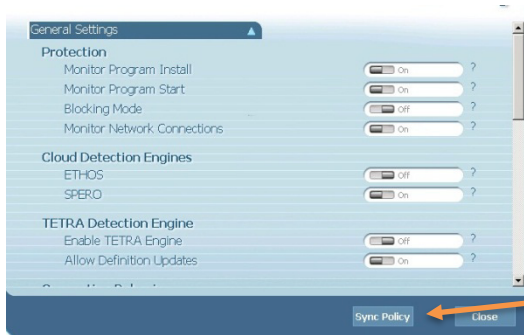 General Settings
Protection
Monitor Program Install On ?
Monitor Program Start On ?
Blocking Mode Off ?
Monitor Network Connections On ?
Cloud Detection Engines
ETHOS Off ?
SPERO On ?
TETRA Detection Engine
Enable TETRA Engine Off ?
Allow Definition Updates On ?
Sync Policy Close